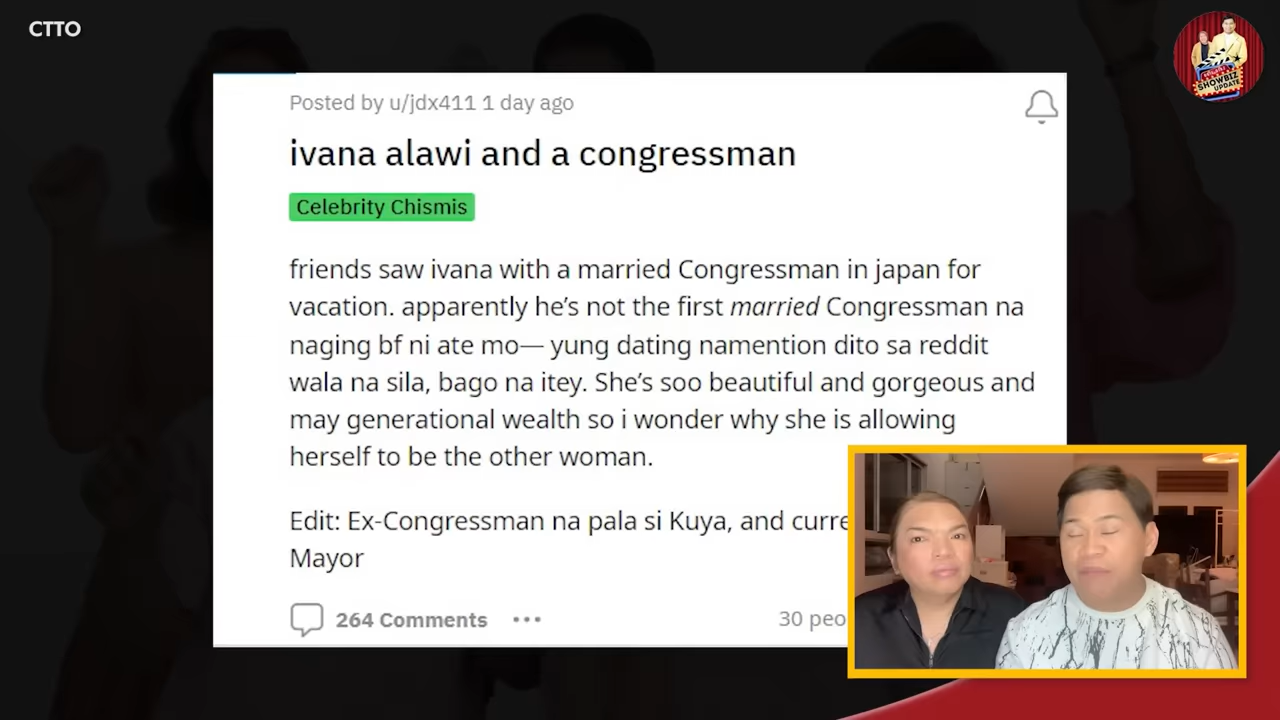 CTTO
SHOWBIZ
UPDATE
Posted by u/jdx411 1 day ago
ivana alawi and a congressman
Celebrity Chismis
friends saw ivana with a married Congressman in japan for
vacation. apparently he's not the first married Congressman na
naging bf ni ate mo— yung dating namention dito sa reddit
wala na sila, bago na itey. She's soo beautiful and gorgeous and
may generational wealth so i wonder why she is allowing
herself to be the other woman.
Edit: Ex-Congressman na pala si Kuya, and curre
Mayor
264 Comments
30 peo